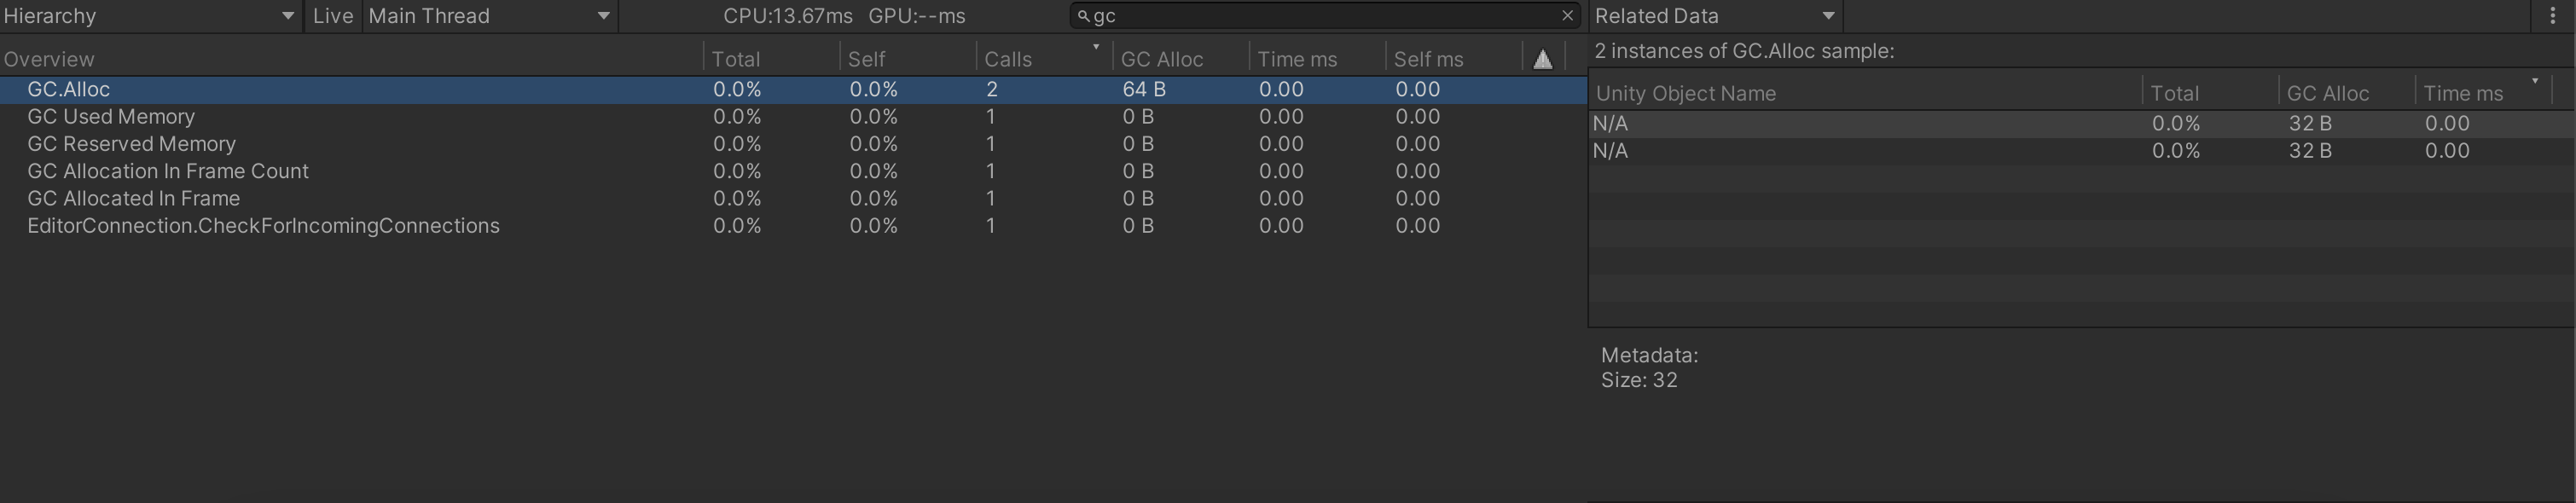 Hierarchy Live Main Thread CPU:13.67ms GPU:--ms gc Related Data
2 instances of GC.Alloc sample:
Overview Total Self Calls GC Alloc Time ms Self ms
GC.Alloc 0.0% 0.0% 2 64 B 0.00 0.00
GC Used Memory 0.0% 0.0% 1 0 B 0.00 0.00
GC Reserved Memory 0.0% 0.0% 1 0 B 0.00 0.00
GC Allocation In Frame Count 0.0% 0.0% 1 0 B 0.00 0.00
GC Allocated In Frame 0.0% 0.0% 1 0 B 0.00 0.00
EditorConnection.CheckForIncomingConnections 0.0% 0.0% 1 0 B 0.00 0.00
Unity Object Name Total GC Alloc Time ms
N/A 0.0% 32 B 0.00
N/A 0.0% 32 B 0.00
Metadata:
Size: 32